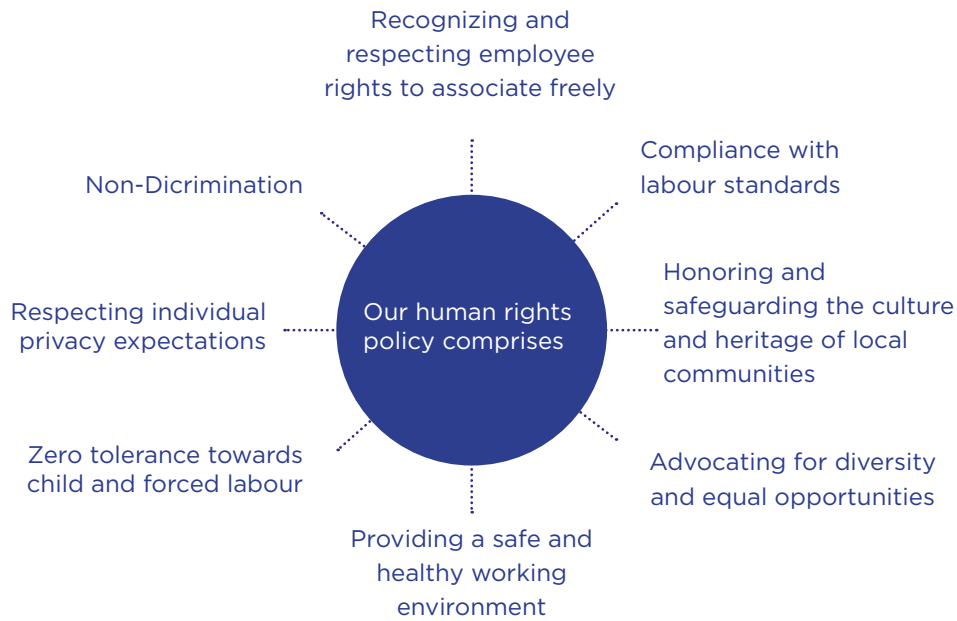 Recognizing and
respecting employee
rights to associate freely
Compliance with
labour standards
Honoring and
safeguarding the culture
and heritage of local
communities
Advocating for diversity
and equal opportunities
Providing a safe and
healthy working
environment
Zero tolerance towards
child and forced labour
Respecting individual
privacy expectations
Non-Dicrimination
Our human rights
policy comprises